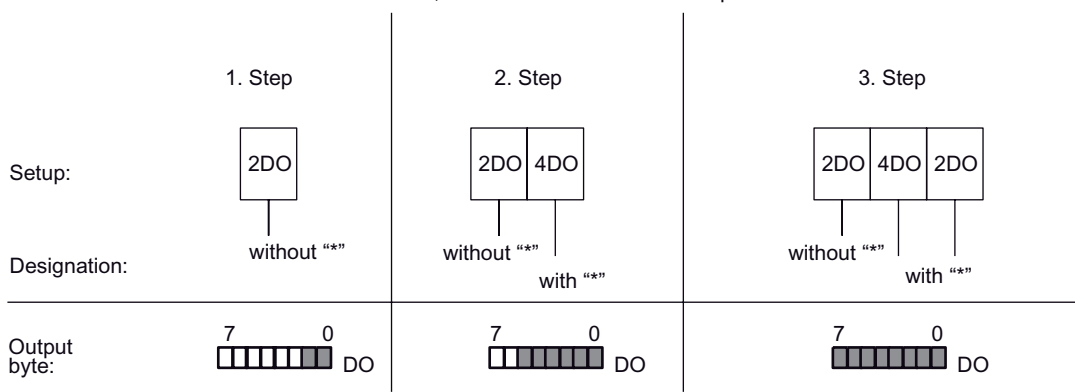 1. Step
2. Step
3. Step
Setup:
2DO
2DO 4DO
2DO 4DO 2DO
Designation:
without “*”
without “*”
with “*”
without “*”
with “*”
Output
byte:
7 0
DO
7 0
DO
7 0
DO